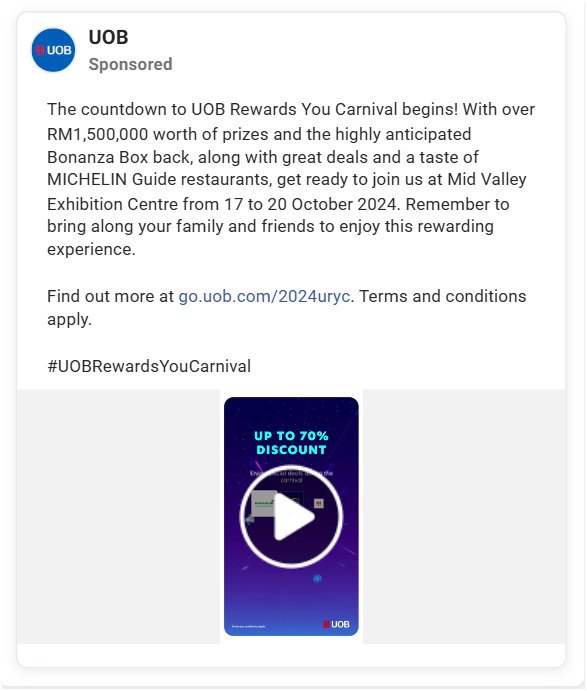 UOB
UOB
Sponsored
The countdown to UOB Rewards You Carnival begins! With over
RM1,500,000 worth of prizes and the highly anticipated
Bonanza Box back, along with great deals and a taste of
MICHELIN Guide restaurants, get ready to join us at Mid Valley
Exhibition Centre from 17 to 20 October 2024. Remember to
bring along your family and friends to enjoy this rewarding
experience.
Find out more at go.uob.com/2024uryc. Terms and conditions
apply.
#UOBRewardsYouCarnival
UP TO 70%
DISCOUNT
the
carnival
UOB